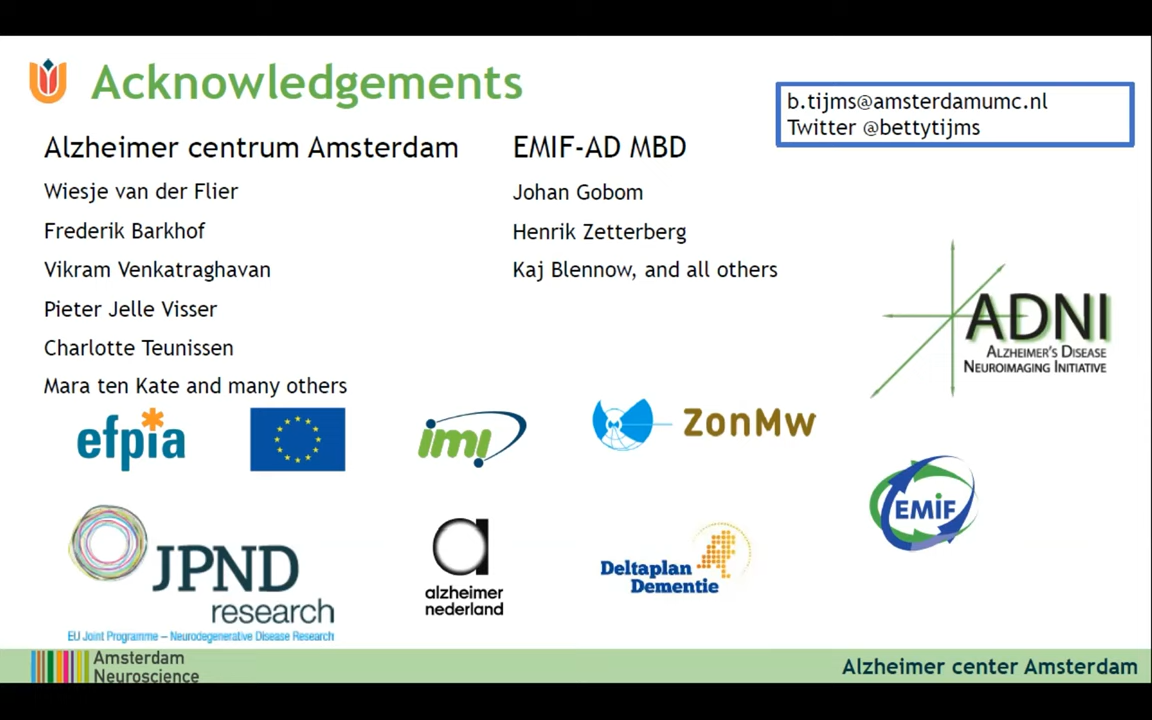 Acknowledgements
b.tijms@amsterdamumc.nl
Twitter @bettytijms
Alzheimer centrum Amsterdam
Wiesje van der Flier
Frederik Barkhof
Vikram Venkatraghavan
Pieter Jelle Visser
Charlotte Teunissen
Mara ten Kate and many others
EMIF-AD MBD
Johan Gobom
Henrik Zetterberg
Kaj Blennow, and all others
ADNI
ALZHEIMER'S DISEASE
NEUROIMAGING INITIATIVE
efpia
imi
ZonMw
EMIF
JPND
research
EU Joint Programme – Neurodegenerative Disease Research
a
alzheimer
nederland
Deltaplan
Dementie
Amsterdam
Neuroscience
Alzheimer center Amsterdam